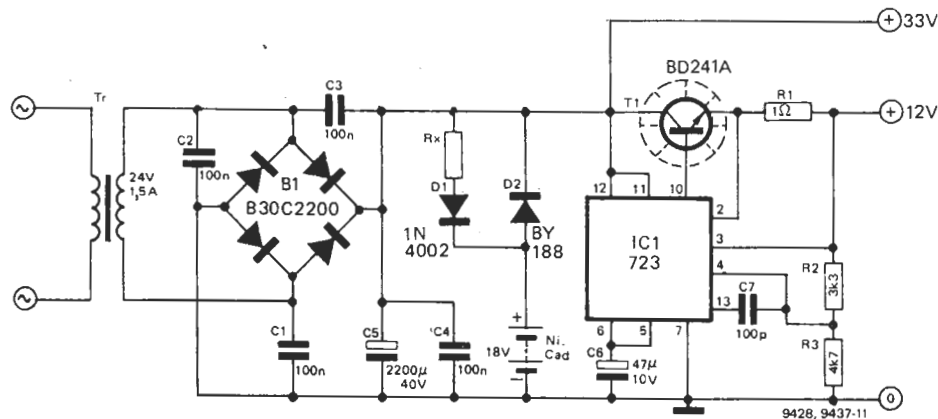 33V
BD241A
Tr
C3
T1
R1
1Ω
12V
100n
C2
100n
Rx
24V
1,5A
B1
B30C2200
D1
D2
12
11
10
2
1N
4002
BY
188
IC1
723
3
4
R2
3k3
C7
13
100p
C1
100n
C5
2200µ
40V
C4
100n
+
Ni.
Cad
18V
−
6
5
7
C6
47µ
10V
R3
4k7
0
9428, 9437-11